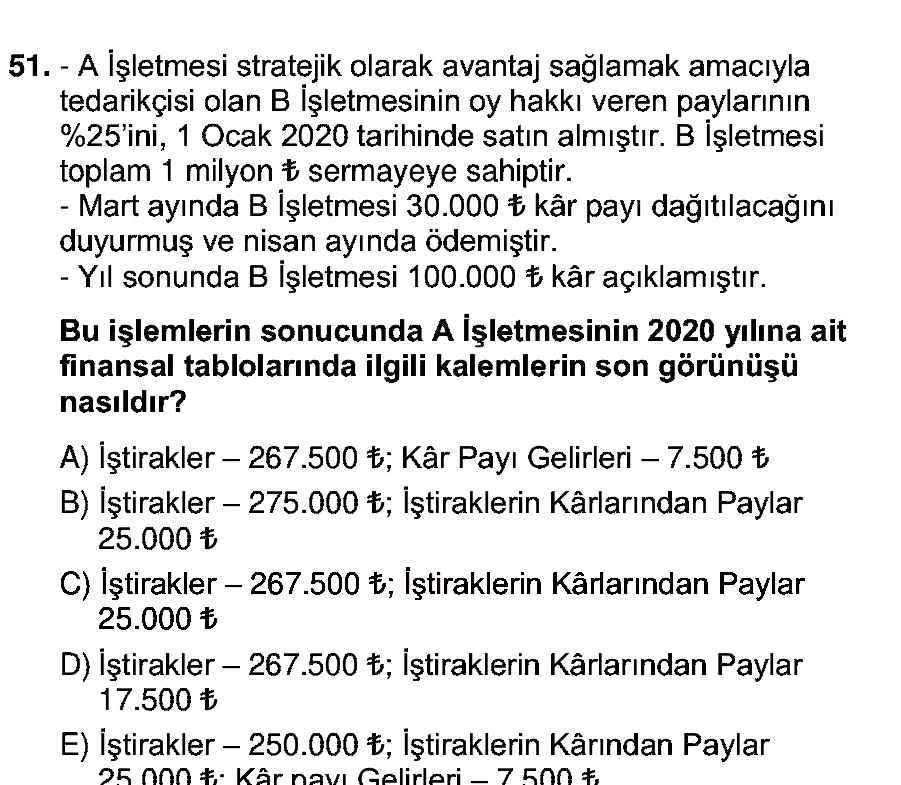 51. - A İşletmesi stratejik olarak avantaj sağlamak amacıyla
tedarikçisi olan B İşletmesinin oy hakkı veren paylarının
%25’ini, 1 Ocak 2020 tarihinde satın almıştır. B İşletmesi
toplam 1 milyon ₺ sermayeye sahiptir.
- Mart ayında B İşletmesi 30.000 ₺ kâr payı dağıtılacağını
duyurmuş ve nisan ayında ödemiştir.
- Yıl sonunda B İşletmesi 100.000 ₺ kâr açıklamıştır.
Bu işlemlerin sonucunda A İşletmesinin 2020 yılına ait
finansal tablolarında ilgili kalemlerin son görünüşü
nasıldır?
A) İştirakler – 267.500 ₺; Kâr Payı Gelirleri – 7.500 ₺
B) İştirakler – 275.000 ₺; İştiraklerin Kârlarından Paylar
25.000 ₺
C) İştirakler – 267.500 ₺; İştiraklerin Kârlarından Paylar
25.000 ₺
D) İştirakler – 267.500 ₺; İştiraklerin Kârlarından Paylar
17.500 ₺
E) İştirakler – 250.000 ₺; İştiraklerin Kârından Paylar
25.000 ₺; Kâr payı Gelirleri – 7.500 ₺